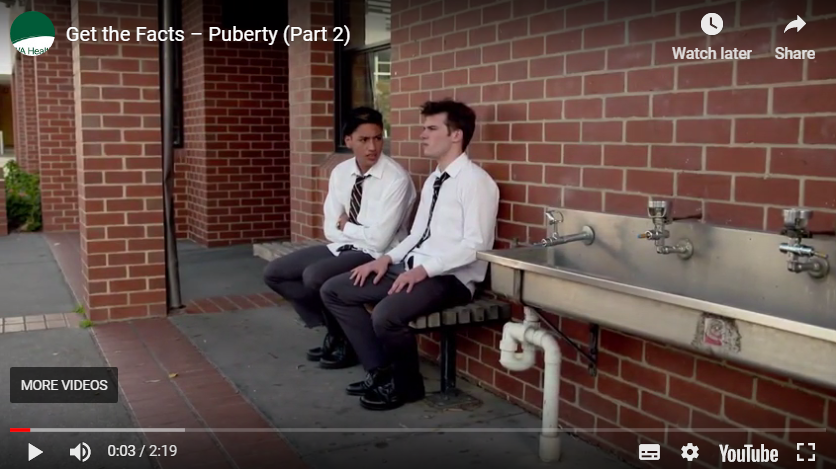 Get the Facts – Puberty (Part 2)
Watch later
Share
MORE VIDEOS
0:03 / 2:19
YouTube